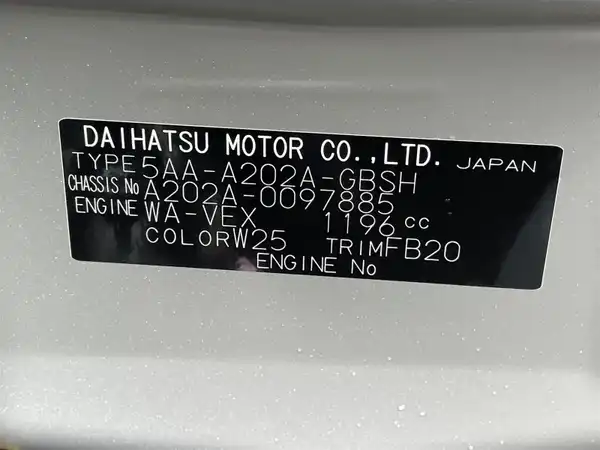 DAIHATSU MOTOR CO.,LTD. JAPAN
TYPE 5AA-A202A-GBSH
CHASSIS No A202A-0097885
ENGINE WA-VEX 1196 cc
COLOR W25 TRIM FB20
ENGINE No